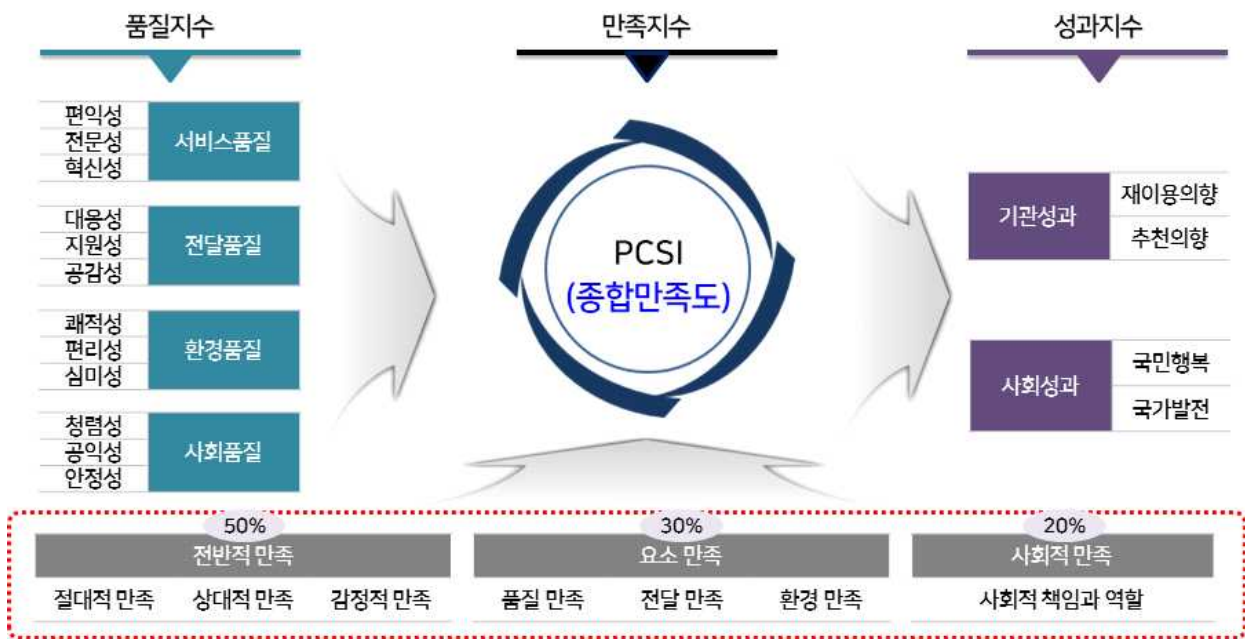 품질지수
편익성
전문성
혁신성
서비스품질
대응성
지원성
공감성
전달품질
쾌적성
편리성
심미성
환경품질
청렴성
공익성
안정성
사회품질
만족지수
PCSI
(종합만족도)
성과지수
기관성과
재이용의향
추천의향
사회성과
국민행복
국가발전
50%
전반적 만족
절대적 만족 상대적 만족 감정적 만족
30%
요소 만족
품질 만족 전달 만족 환경 만족
20%
사회적 만족
사회적 책임과 역할